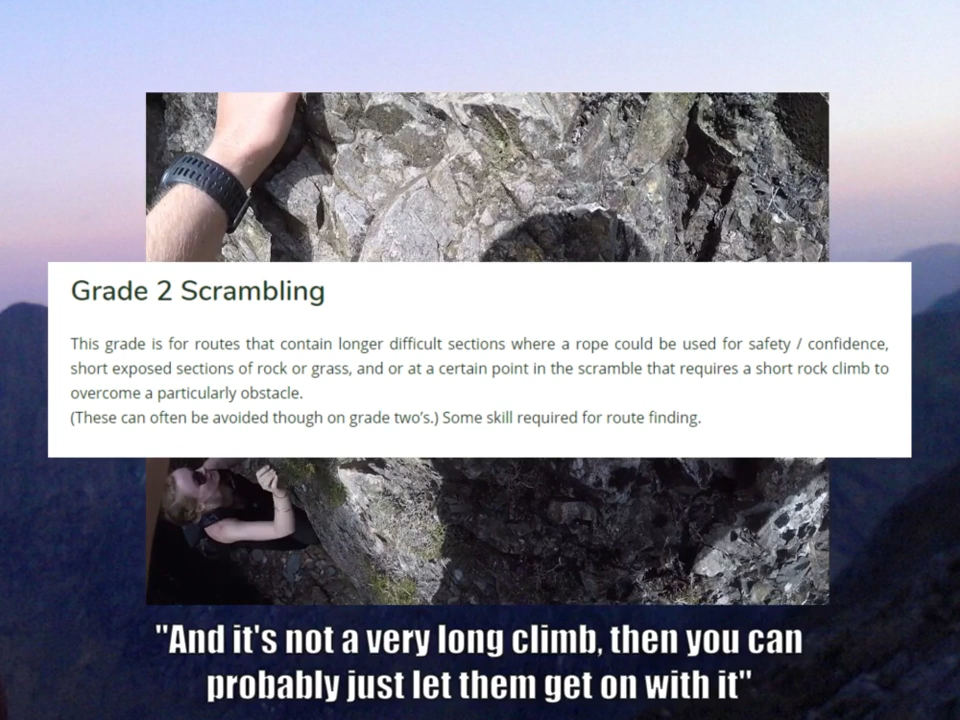 Grade 2 Scrambling
This grade is for routes that contain longer difficult sections where a rope could be used for safety / confidence,
short exposed sections of rock or grass, and or at a certain point in the scramble that requires a short rock climb to
overcome a particularly obstacle.
(These can often be avoided though on grade two's.) Some skill required for route finding.
"And it's not a very long climb, then you can
probably just let them get on with it"